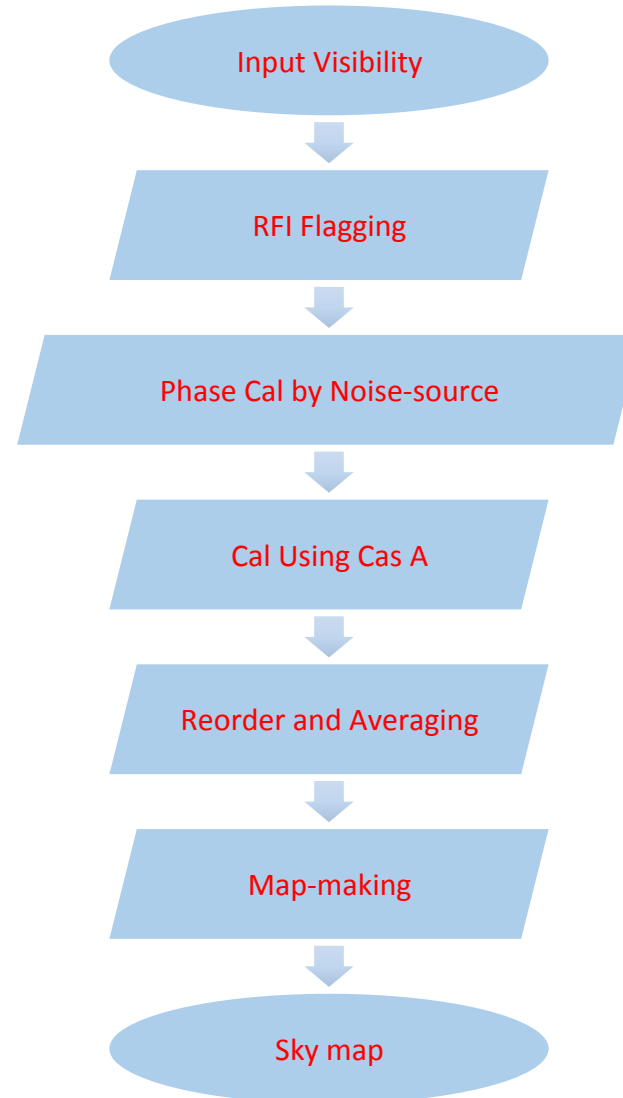 Input Visibility
RFI Flagging
Phase Cal by Noise-source
Cal Using Cas A
Reorder and Averaging
Map-making
Sky map